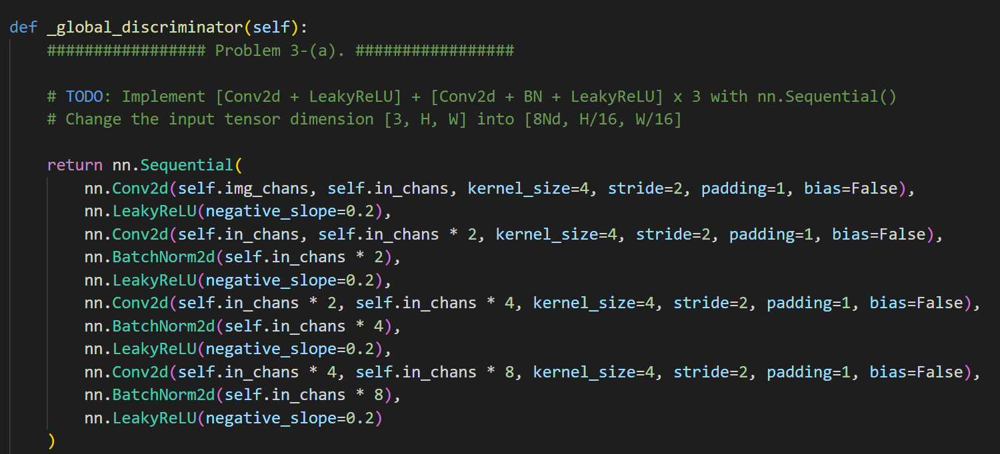 def _global_discriminator(self):
################# Problem 3-(a). #################
# TODO: Implement [Conv2d + LeakyReLU] + [Conv2d + BN + LeakyReLU] x 3 with nn.Sequential()
# Change the input tensor dimension [3, H, W] into [8Nd, H/16, W/16]
return nn.Sequential(
nn.Conv2d(self.img_chans, self.in_chans, kernel_size=4, stride=2, padding=1, bias=False),
nn.LeakyReLU(negative_slope=0.2),
nn.Conv2d(self.in_chans, self.in_chans * 2, kernel_size=4, stride=2, padding=1, bias=False),
nn.BatchNorm2d(self.in_chans * 2),
nn.LeakyReLU(negative_slope=0.2),
nn.Conv2d(self.in_chans * 2, self.in_chans * 4, kernel_size=4, stride=2, padding=1, bias=False),
nn.BatchNorm2d(self.in_chans * 4),
nn.LeakyReLU(negative_slope=0.2),
nn.Conv2d(self.in_chans * 4, self.in_chans * 8, kernel_size=4, stride=2, padding=1, bias=False),
nn.BatchNorm2d(self.in_chans * 8),
nn.LeakyReLU(negative_slope=0.2)
)